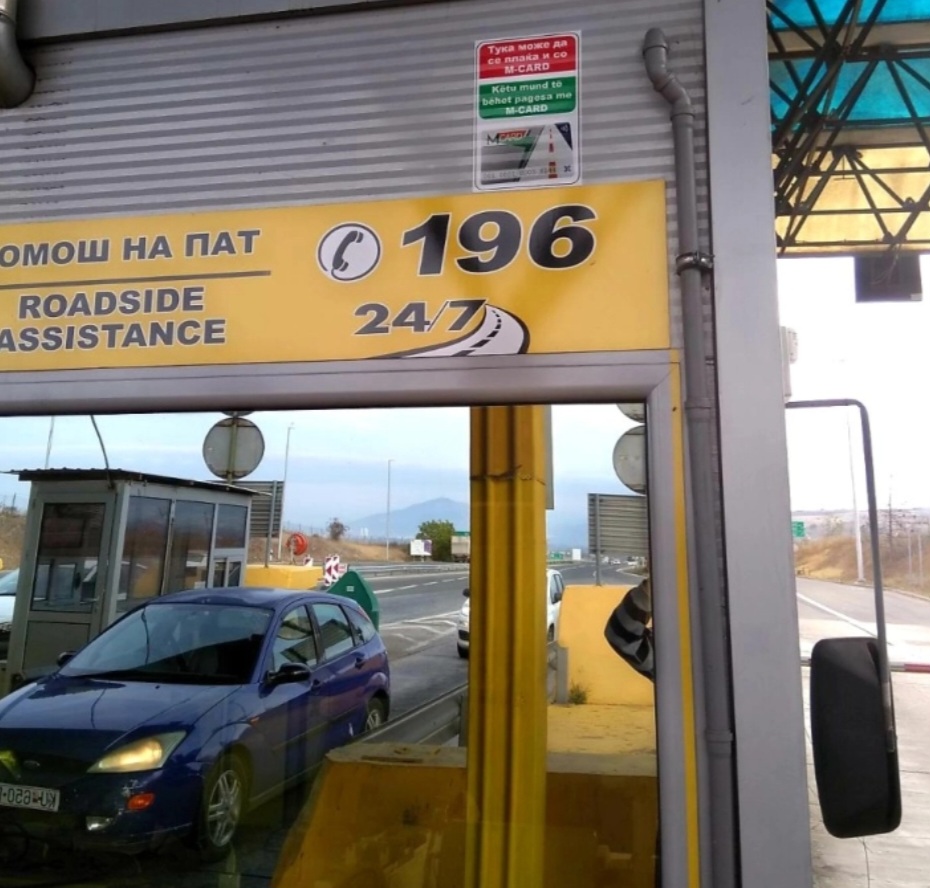 Тука може да
се плаќа и со
M-CARD
Këtu mund të
bëhet pagesa me
M-CARD
ОМОШ НА ПАТ
196
ROADSIDE
ASSISTANCE
24/7